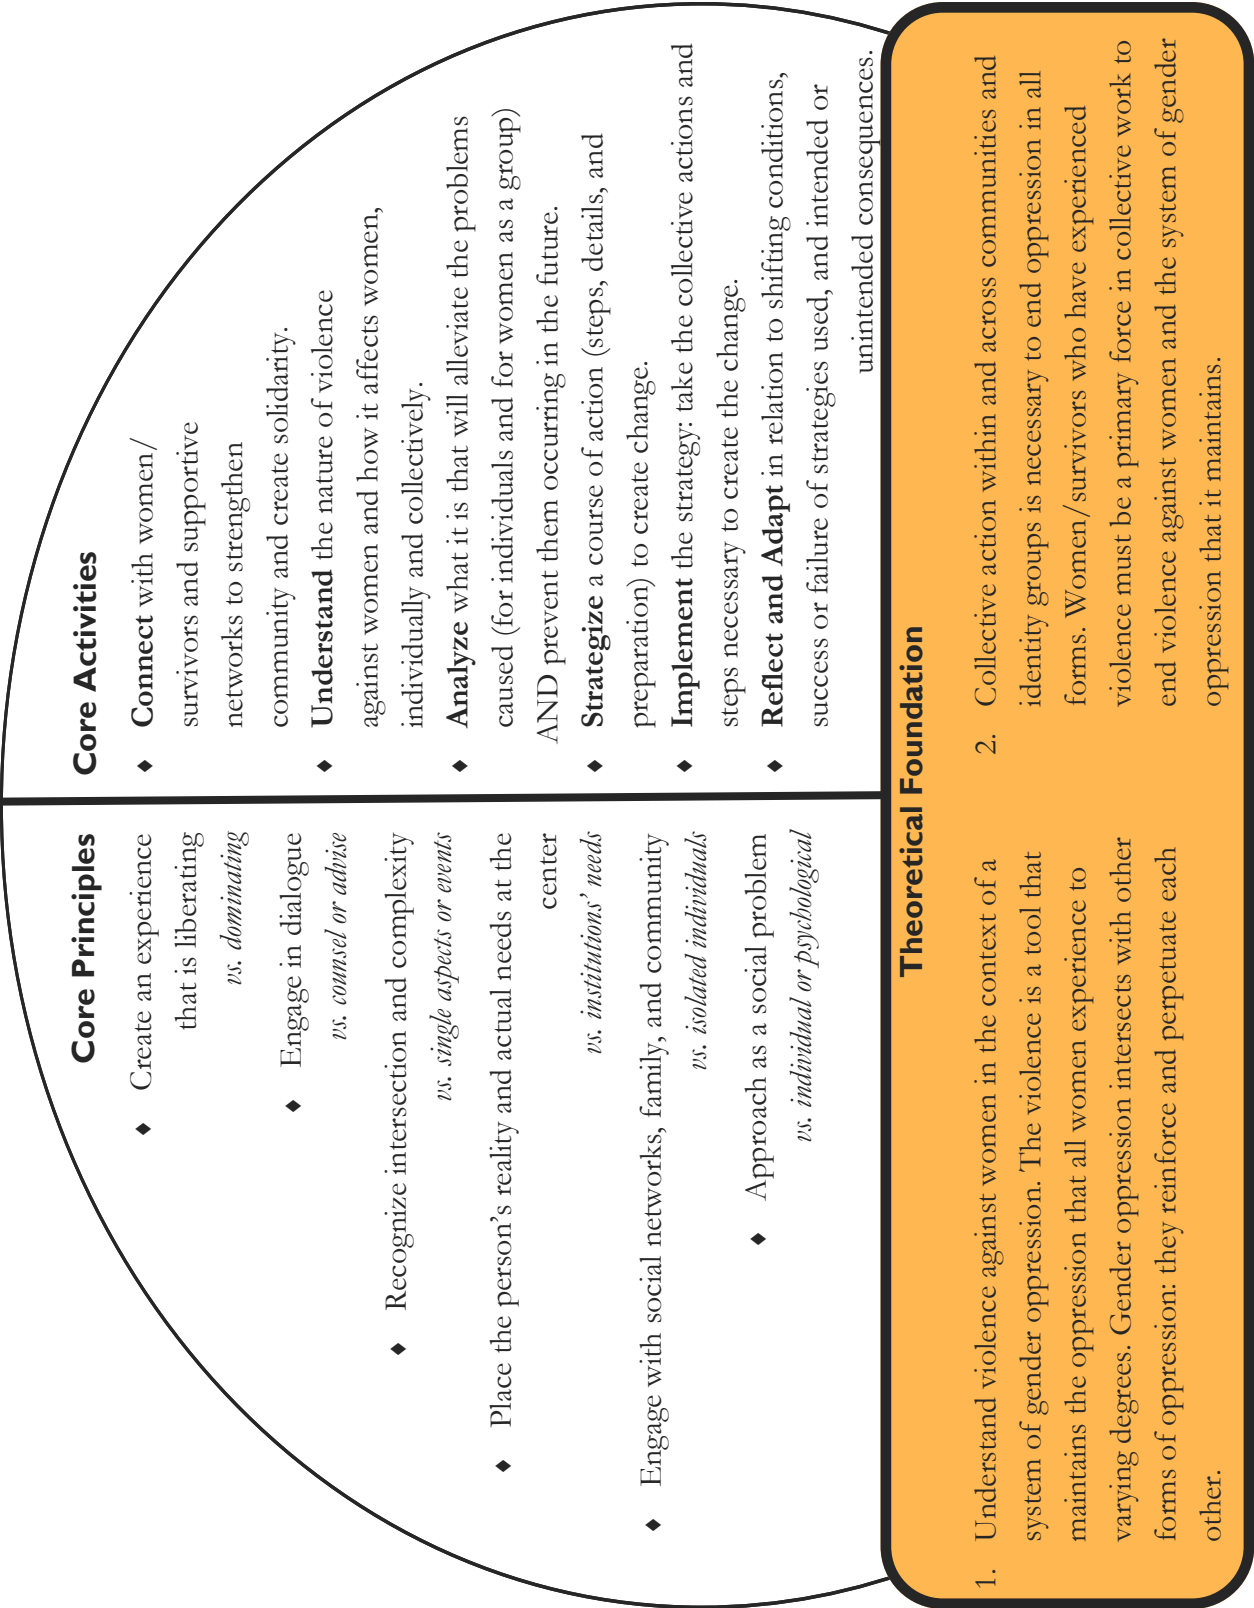 Core Principles
♦ Create an experience
that is liberating
vs. dominating
♦ Engage in dialogue
vs. counsel or advise
♦ Recognize intersection and complexity
vs. single aspects or events
♦ Place the person’s reality and actual needs at the
center
vs. institutions’ needs
♦ Engage with social networks, family, and community
vs. isolated individuals
♦ Approach as a social problem
vs. individual or psychological
Core Activities
♦ Connect with women/
survivors and supportive
networks to strengthen
community and create solidarity.
♦ Understand the nature of violence
against women and how it affects women,
individually and collectively.
♦ Analyze what it is that will alleviate the problems
caused (for individuals and for women as a group)
AND prevent them occurring in the future.
♦ Strategize a course of action (steps, details, and
preparation) to create change.
♦ Implement the strategy: take the collective actions and
steps necessary to create the change.
♦ Reflect and Adapt in relation to shifting conditions,
success or failure of strategies used, and intended or
unintended consequences.
Theoretical Foundation
1. Understand violence against women in the context of a
system of gender oppression. The violence is a tool that
maintains the oppression that all women experience to
varying degrees. Gender oppression intersects with other
forms of oppression: they reinforce and perpetuate each
other.
2. Collective action within and across communities and
identity groups is necessary to end oppression in all
forms. Women/survivors who have experienced
violence must be a primary force in collective work to
end violence against women and the system of gender
oppression that it maintains.